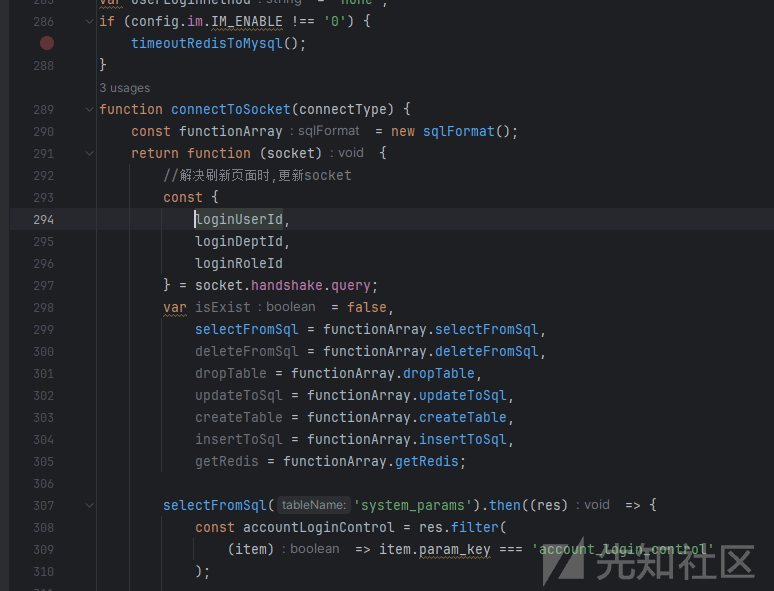 285 var userLoginMethod : string = 'none';
286 if (config.im.IM_ENABLE !== '0') {
timeoutRedisToMysql();
288 }
3 usages
289 function connectToSocket(connectType) {
290 const functionArray : sqlFormat = new sqlFormat();
291 return function (socket) : void {
292 //解决刷新页面时,更新socket
293 const {
294 loginUserId,
295 loginDeptId,
296 loginRoleId
297 } = socket.handshake.query;
298 var isExist : boolean = false,
299 selectFromSql = functionArray.selectFromSql,
300 deleteFromSql = functionArray.deleteFromSql,
301 dropTable = functionArray.dropTable,
302 updateToSql = functionArray.updateToSql,
303 createTable = functionArray.createTable,
304 insertToSql = functionArray.insertToSql,
305 getRedis = functionArray.getRedis;
306
307 selectFromSql( tableName: 'system_params').then((res) : void => {
308 const accountLoginControl = res.filter(
309 (item) : boolean => item.param_key === 'account_login_control'
310 );
先知社区